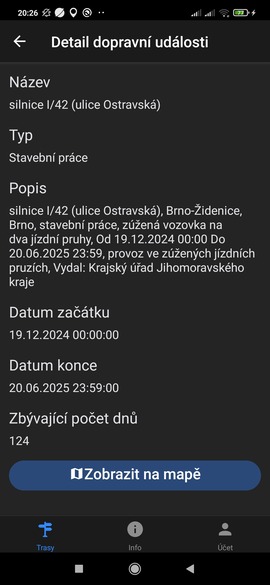 20:26
Detail dopravní události
Název
silnice I/42 (ulice Ostravská)
Typ
Stavební práce
Popis
silnice I/42 (ulice Ostravská), Brno-Židenice,
Brno, stavební práce, zúžená vozovka na
dva jízdní pruhy, Od 19.12.2024 00:00 Do
20.06.2025 23:59, provoz ve zúžených jízdních
pruzích, Vydal: Krajský úřad Jihomoravského
kraje
Datum začátku
19.12.2024 00:00:00
Datum konce
20.06.2025 23:59:00
Zbývající počet dnů
124
Zobrazit na mapě
Trasy Info Účet